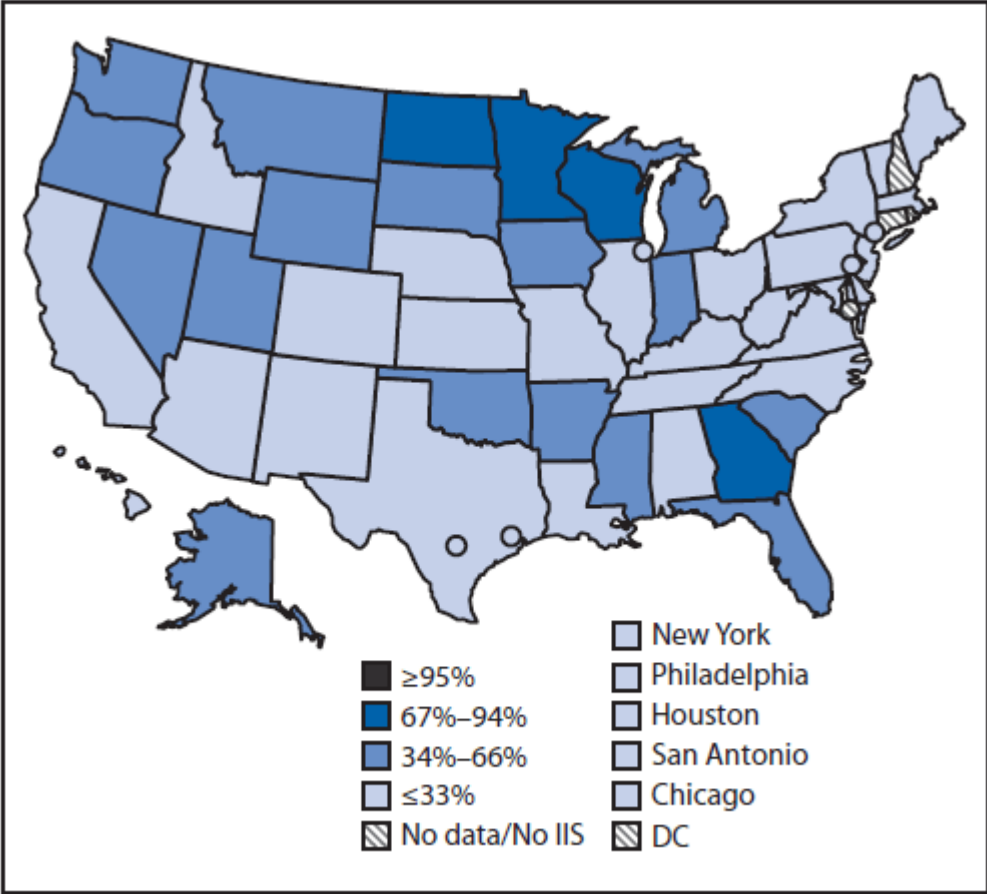 ≥95%
67%–94%
34%–66%
≤33%
No data/No IIS
New York
Philadelphia
Houston
San Antonio
Chicago
DC